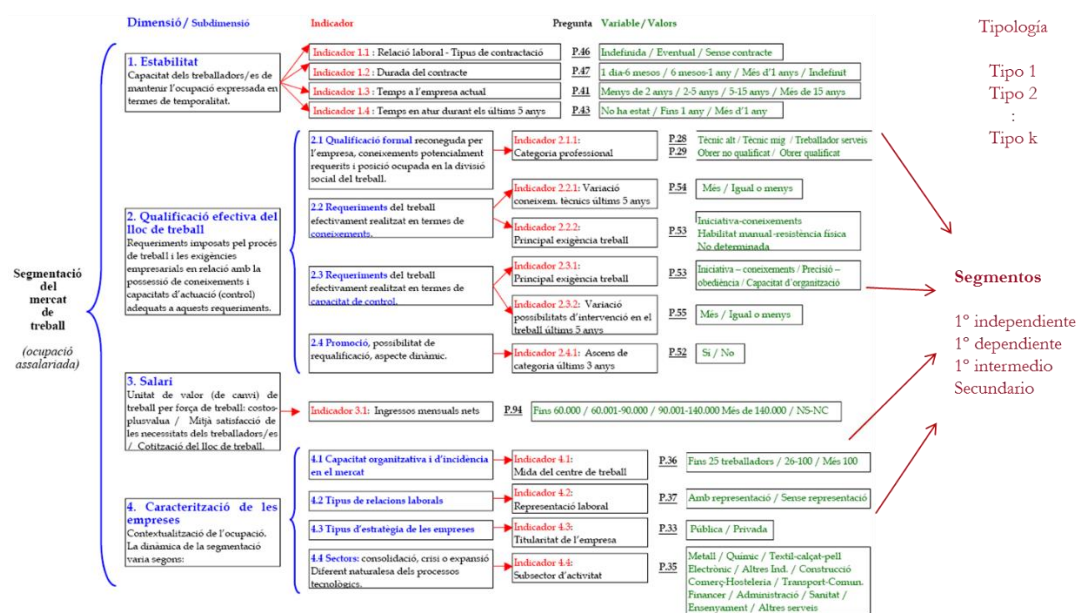 Dimensió / Subdimensió
Indicador
Pregunta Variable / Valors
Tipología
Tipo 1
Tipo 2
:
Tipo k
Segmentació
del
mercat
de
treball
(ocupació
assalariada)
1. Estabilitat
Capacitat dels treballadors/es de
mantenir l'ocupació expressada en
termes de temporalitat.
Indicador 1.1 : Relació laboral - Tipus de contractació
P.46
Indefinida / Eventual / Sense contracte
Indicador 1.2 : Durada del contracte
P.47
1 dia-6 mesos / 6 mesos-1 any / Més d'1 anys / Indefinit
Indicador 1.3 : Temps a l'empresa actual
P.41
Menys de 2 anys / 2-5 anys / 5-15 anys / Més de 15 anys
Indicador 1.4 : Temps en atur durant els últims 5 anys
P.43
No ha estat / Fins 1 any / Més d'1 any
2. Qualificació efectiva del
lloc de treball
Requeriments imposats pel procés
de treball i les exigències
empresarials en relació amb la
possessió de coneixements i
capacitats d'actuació (control)
adequats a aquests requeriments.
2.1 Qualificació formal reconeguda per
l'empresa, coneixements potencialment
requerits i posició ocupada en la divisió
social del treball.
Indicador 2.1.1:
Categoria professional
P.28
P.29
Tècnic alt / Tècnic mig / Treballador serveis
Obrer no qualificat / Obrer qualificat
2.2 Requeriments del treball
efectivament realitzat en termes de
coneixements.
Indicador 2.2.1: Variació
coneixem. tècnics últims 5 anys
P.54
Més / Igual o menys
Indicador 2.2.2:
Principal exigència treball
P.53
Iniciativa-coneixements
Habilitat manual-resistència física
No determinada
2.3 Requeriments del treball
efectivament realitzat en termes de
capacitat de control.
Indicador 2.3.1:
Principal exigència treball
P.53
Iniciativa – coneixements / Precisió –
obediència / Capacitat d'organització
Indicador 2.3.2: Variació
possibilitats d'intervenció en el
treball últims 5 anys
P.55
Més / Igual o menys
2.4 Promoció, possibilitat de
requalificació, aspecte dinàmic.
Indicador 2.4.1: Ascens de
categoria últims 3 anys
P.52
Sí / No
3. Salari
Unitat de valor (de canvi) de
treball per força de treball: costos-
plusvalua / Mitjà satisfacció de
les necessitats dels treballadors/es
/ Cotització del lloc de treball.
Indicador 3.1: Ingressos mensuals nets
P.94
Fins 60.000 / 60.001-90.000 / 90.001-140.000 Més de 140.000 / NS-NC
4. Caracterització de les
empreses
Contextualització de l'ocupació.
La dinàmica de la segmentació
varia segons:
4.1 Capacitat organitzativa i d'incidència
en el mercat
Indicador 4.1:
Mida del centre de treball
P.36
Fins 25 treballadors / 26-100 / Més 100
4.2 Tipus de relacions laborals
Indicador 4.2:
Representació laboral
P.37
Amb representació / Sense representació
4.3 Tipus d'estratègia de les empreses
Indicador 4.3:
Titularitat de l'empresa
P.33
Pública / Privada
4.4 Sectors: consolidació, crisi o expansió
Diferent naturalesa dels processos
tecnològics.
Indicador 4.4:
Subsector d'activitat
P.35
Metall / Químic / Textil-calçat-pell
Electrònic / Altres Ind. / Construcció
Comerç-Hosteleria / Transport-Comun.
Financer / Administració / Sanitat /
Ensenyament / Altres serveis
Segmentos
1º independiente
1º dependiente
1º intermedio
Secundario